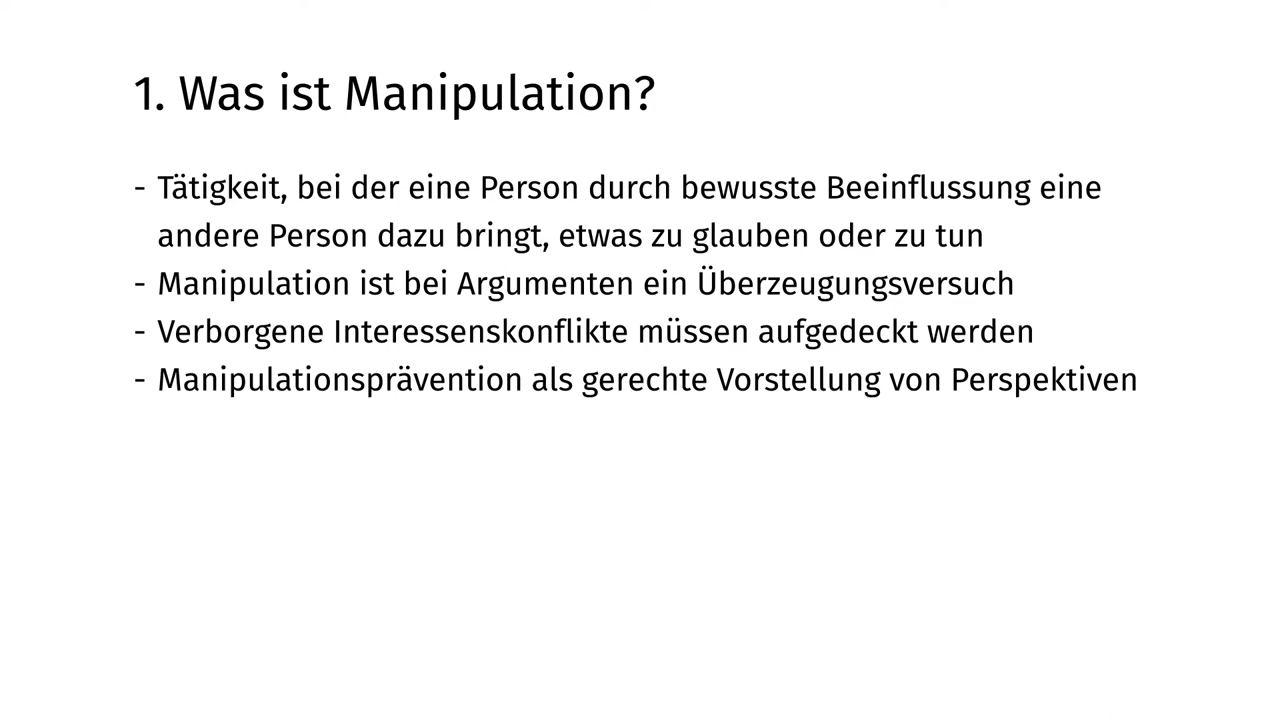 1. Was ist Manipulation?
- Tätigkeit, bei der eine Person durch bewusste Beeinflussung eine
andere Person dazu bringt, etwas zu glauben oder zu tun
- Manipulation ist bei Argumenten ein Überzeugungsversuch
- Verborgene Interessenskonflikte müssen aufgedeckt werden
- Manipulationsprävention als gerechte Vorstellung von Perspektiven